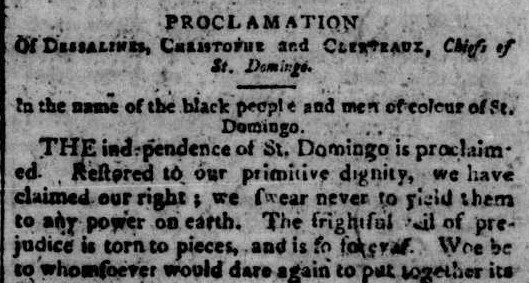 PROCLAMATION
Of DESSALINES, CHRISTOPHE and CLERVEAUX, Chiefs of
St. Domingo.
In the name of the black people and men of colour of St.
Domingo.
THE independence of St. Domingo is proclaim-
ed. Reſtored to our primitive dignity, we have
claimed our right; we ſwear never to yield them
to any power on earth. The frightful veil of pre-
judice is torn to pieces, and is ſo forever. Woe be
to whomſoever would dare again to put together its